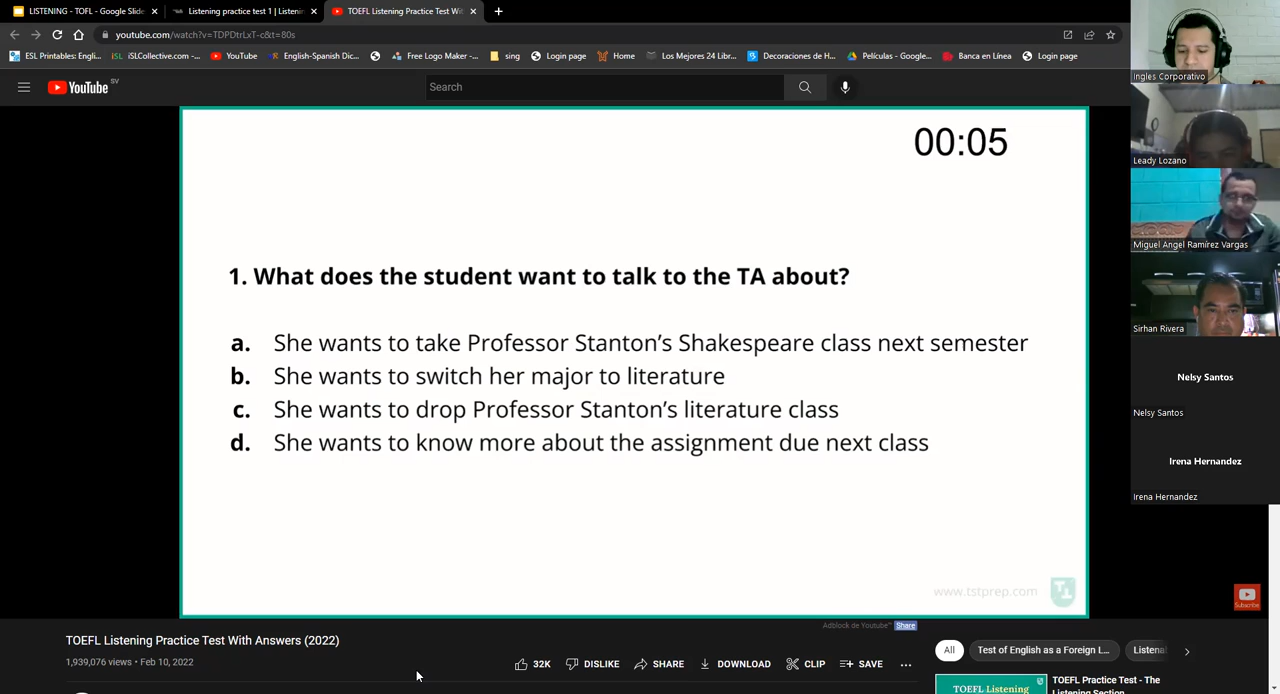 LISTENING - TOFL - Google Slide
Listening practice test 1 | Listenin
TOEFL Listening Practice Test Wit
youtube.com/watch?v=TDPDtrLxT-c&t=80s
ESL Printables: Engli...
iSL
iSLCollective.com -...
YouTube
English-Spanish Dic...
Free Logo Maker -...
sing
Login page
Home
Los Mejores 24 Libr...
Decoraciones de H...
Películas - Google...
Banca en Línea
Login page
YouTube
SV
Search
00:05
1. What does the student want to talk to the TA about?
a. She wants to take Professor Stanton's Shakespeare class next semester
b. She wants to switch her major to literature
c. She wants to drop Professor Stanton's literature class
d. She wants to know more about the assignment due next class
www.tstprep.com
Subscribe
Adblock de Youtube™ Share
TOEFL Listening Practice Test With Answers (2022)
1,939,076 views • Feb 10, 2022
32K
DISLIKE
SHARE
DOWNLOAD
CLIP
SAVE
All
Test of English as a Foreign L...
Listena
TOEFL Listening
TOEFL Practice Test - The
Listening Section
Ingles Corporativo
Leady Lozano
Miguel Angel Ramírez Vargas
Sirhan Rivera
Nelsy Santos
Nelsy Santos
Irena Hernandez
Irena Hernandez